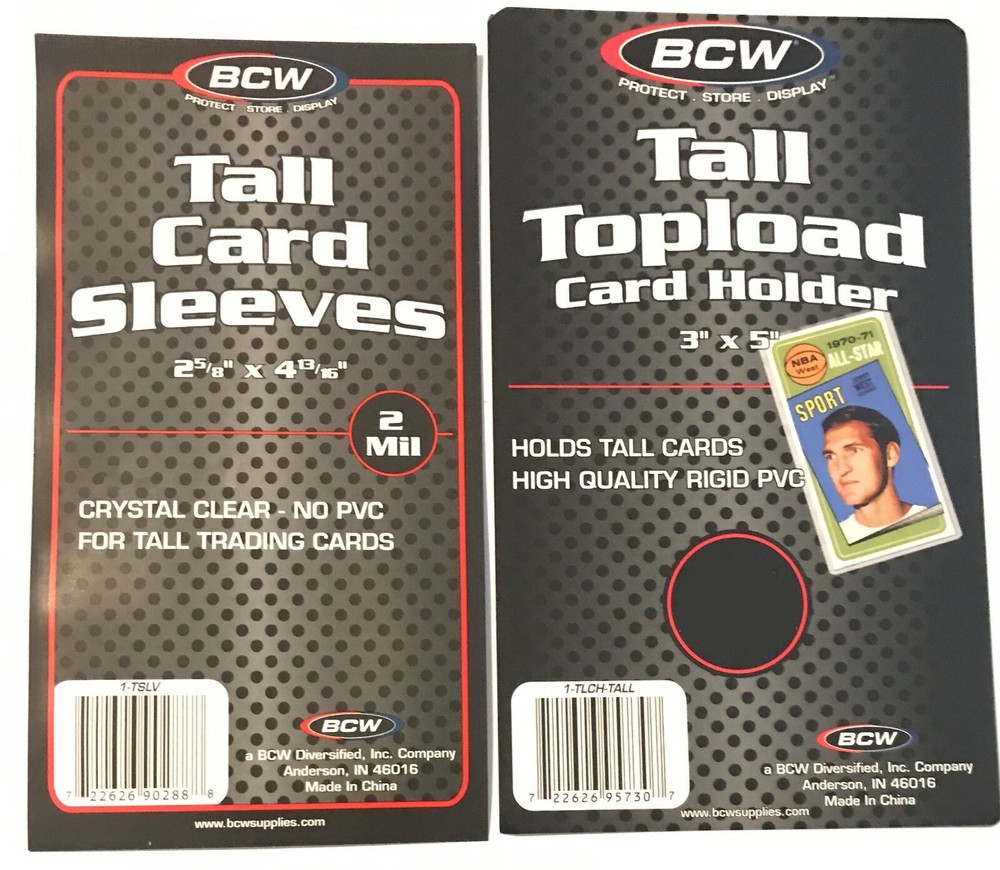 BCW
PROTECT . STORE . DISPLAY
Tall
Card
Sleeves
2 5/8" x 4 13/16"
2
Mil
CRYSTAL CLEAR - NO PVC
FOR TALL TRADING CARDS
1-TSLV
7 22626 90288 8
BCW
a BCW Diversified, Inc. Company
Anderson, IN 46016
Made In China
www.bcwsupplies.com
BCW®
PROTECT . STORE . DISPLAY™
Tall
Topload
Card Holder
3" x 5"
1970-71
NBA
West
ALL-STAR
SPORT
HOLDS TALL CARDS
HIGH QUALITY RIGID PVC
1-TLCH-TALL
7 22626 95730 7
BCW
a BCW Diversified, Inc. Company
Anderson, IN 46016
Made In China
www.bcwsupplies.com